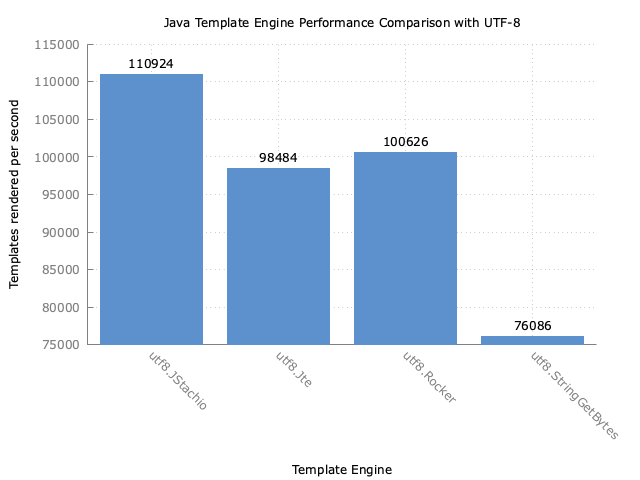 Java Template Engine Performance Comparison with UTF-8
Templates rendered per second
115000
110000
105000
100000
95000
90000
85000
80000
75000
110924
98484
100626
76086
utf8.JStachio
utf8.Jte
utf8.Rocker
utf8.StringGetBytes
Template Engine